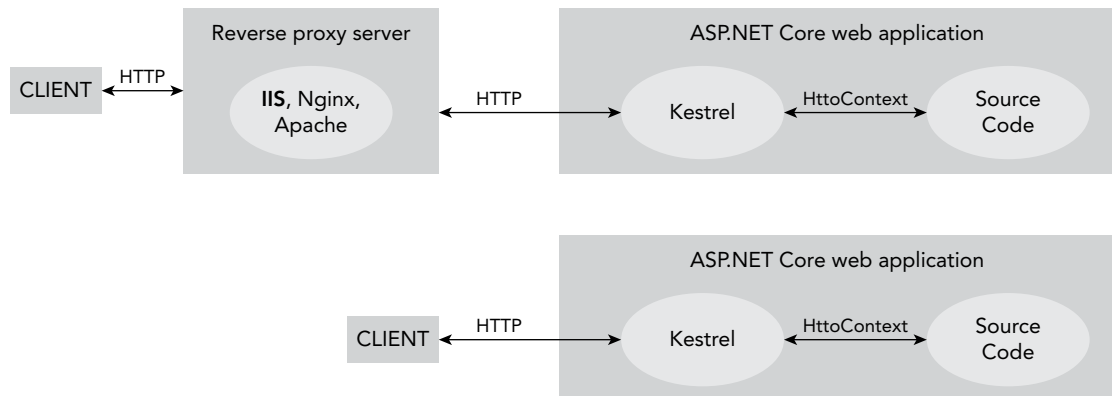 Reverse proxy server
ASP.NET Core web application
CLIENT
HTTP
IIS, Nginx,
Apache
HTTP
Kestrel
HttoContext
Source
Code
ASP.NET Core web application
CLIENT
HTTP
Kestrel
HttoContext
Source
Code